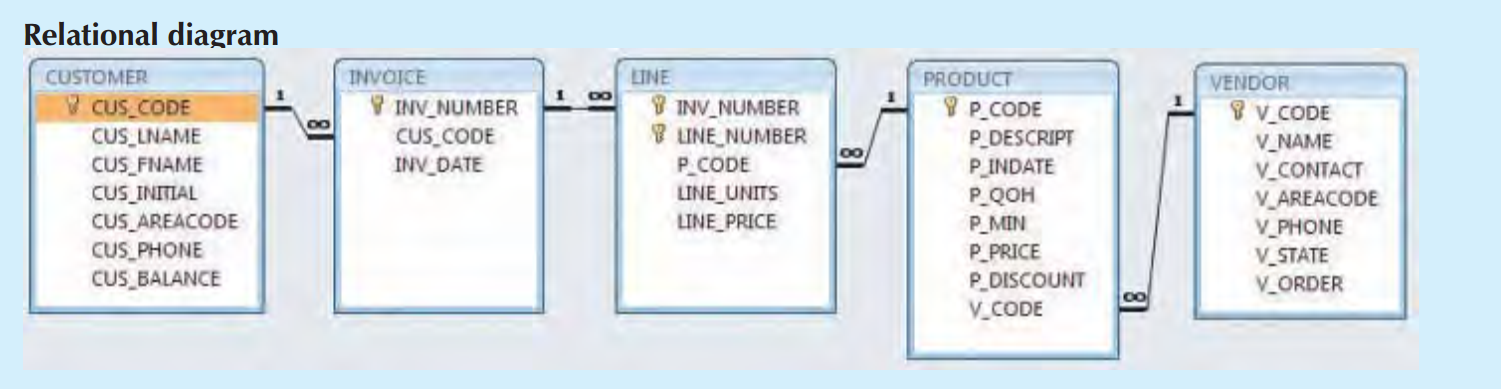 Relational diagram
CUSTOMER
CUS_CODE
CUS_LNAME
CUS_FNAME
CUS_INITIAL
CUS_AREACODE
CUS_PHONE
CUS_BALANCE
1
∞
INVOICE
INV_NUMBER
CUS_CODE
INV_DATE
1
∞
LINE
INV_NUMBER
LINE_NUMBER
P_CODE
LINE_UNITS
LINE_PRICE
∞
1
PRODUCT
P_CODE
P_DESCRIPT
P_INDATE
P_QOH
P_MIN
P_PRICE
P_DISCOUNT
V_CODE
∞
1
VENDOR
V_CODE
V_NAME
V_CONTACT
V_AREACODE
V_PHONE
V_STATE
V_ORDER